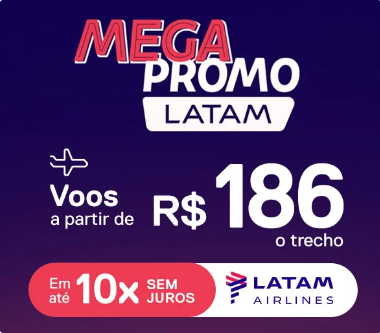 MEGA
PROMO
LATAM
Voos
a partir de
R$ 186
o trecho
Em até 10x SEM JUROS
LATAM
AIRLINES